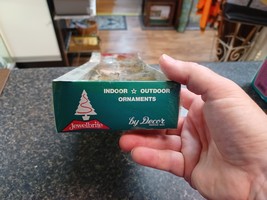 INDOOR ☆ OUTDOOR
ORNAMENTS
Jewelbrite
by Decor